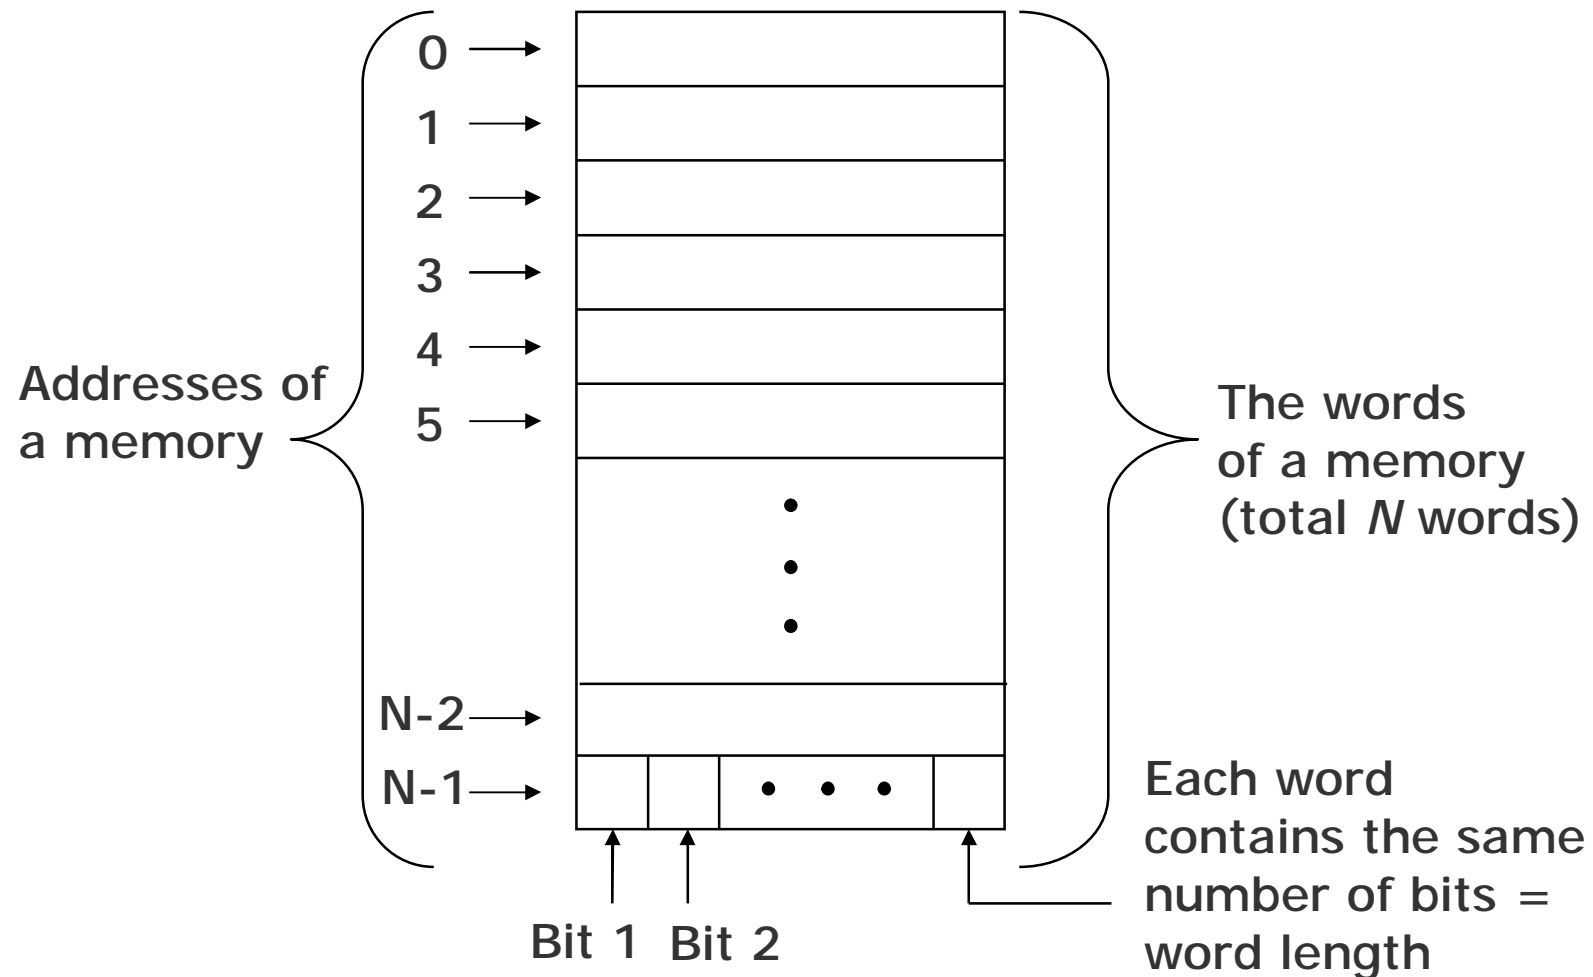 0
1
2
3
4
5
N-2
N-1
Addresses of
a memory
The words
of a memory
(total N words)
Each word
contains the same
number of bits =
word length
Bit 1 Bit 2